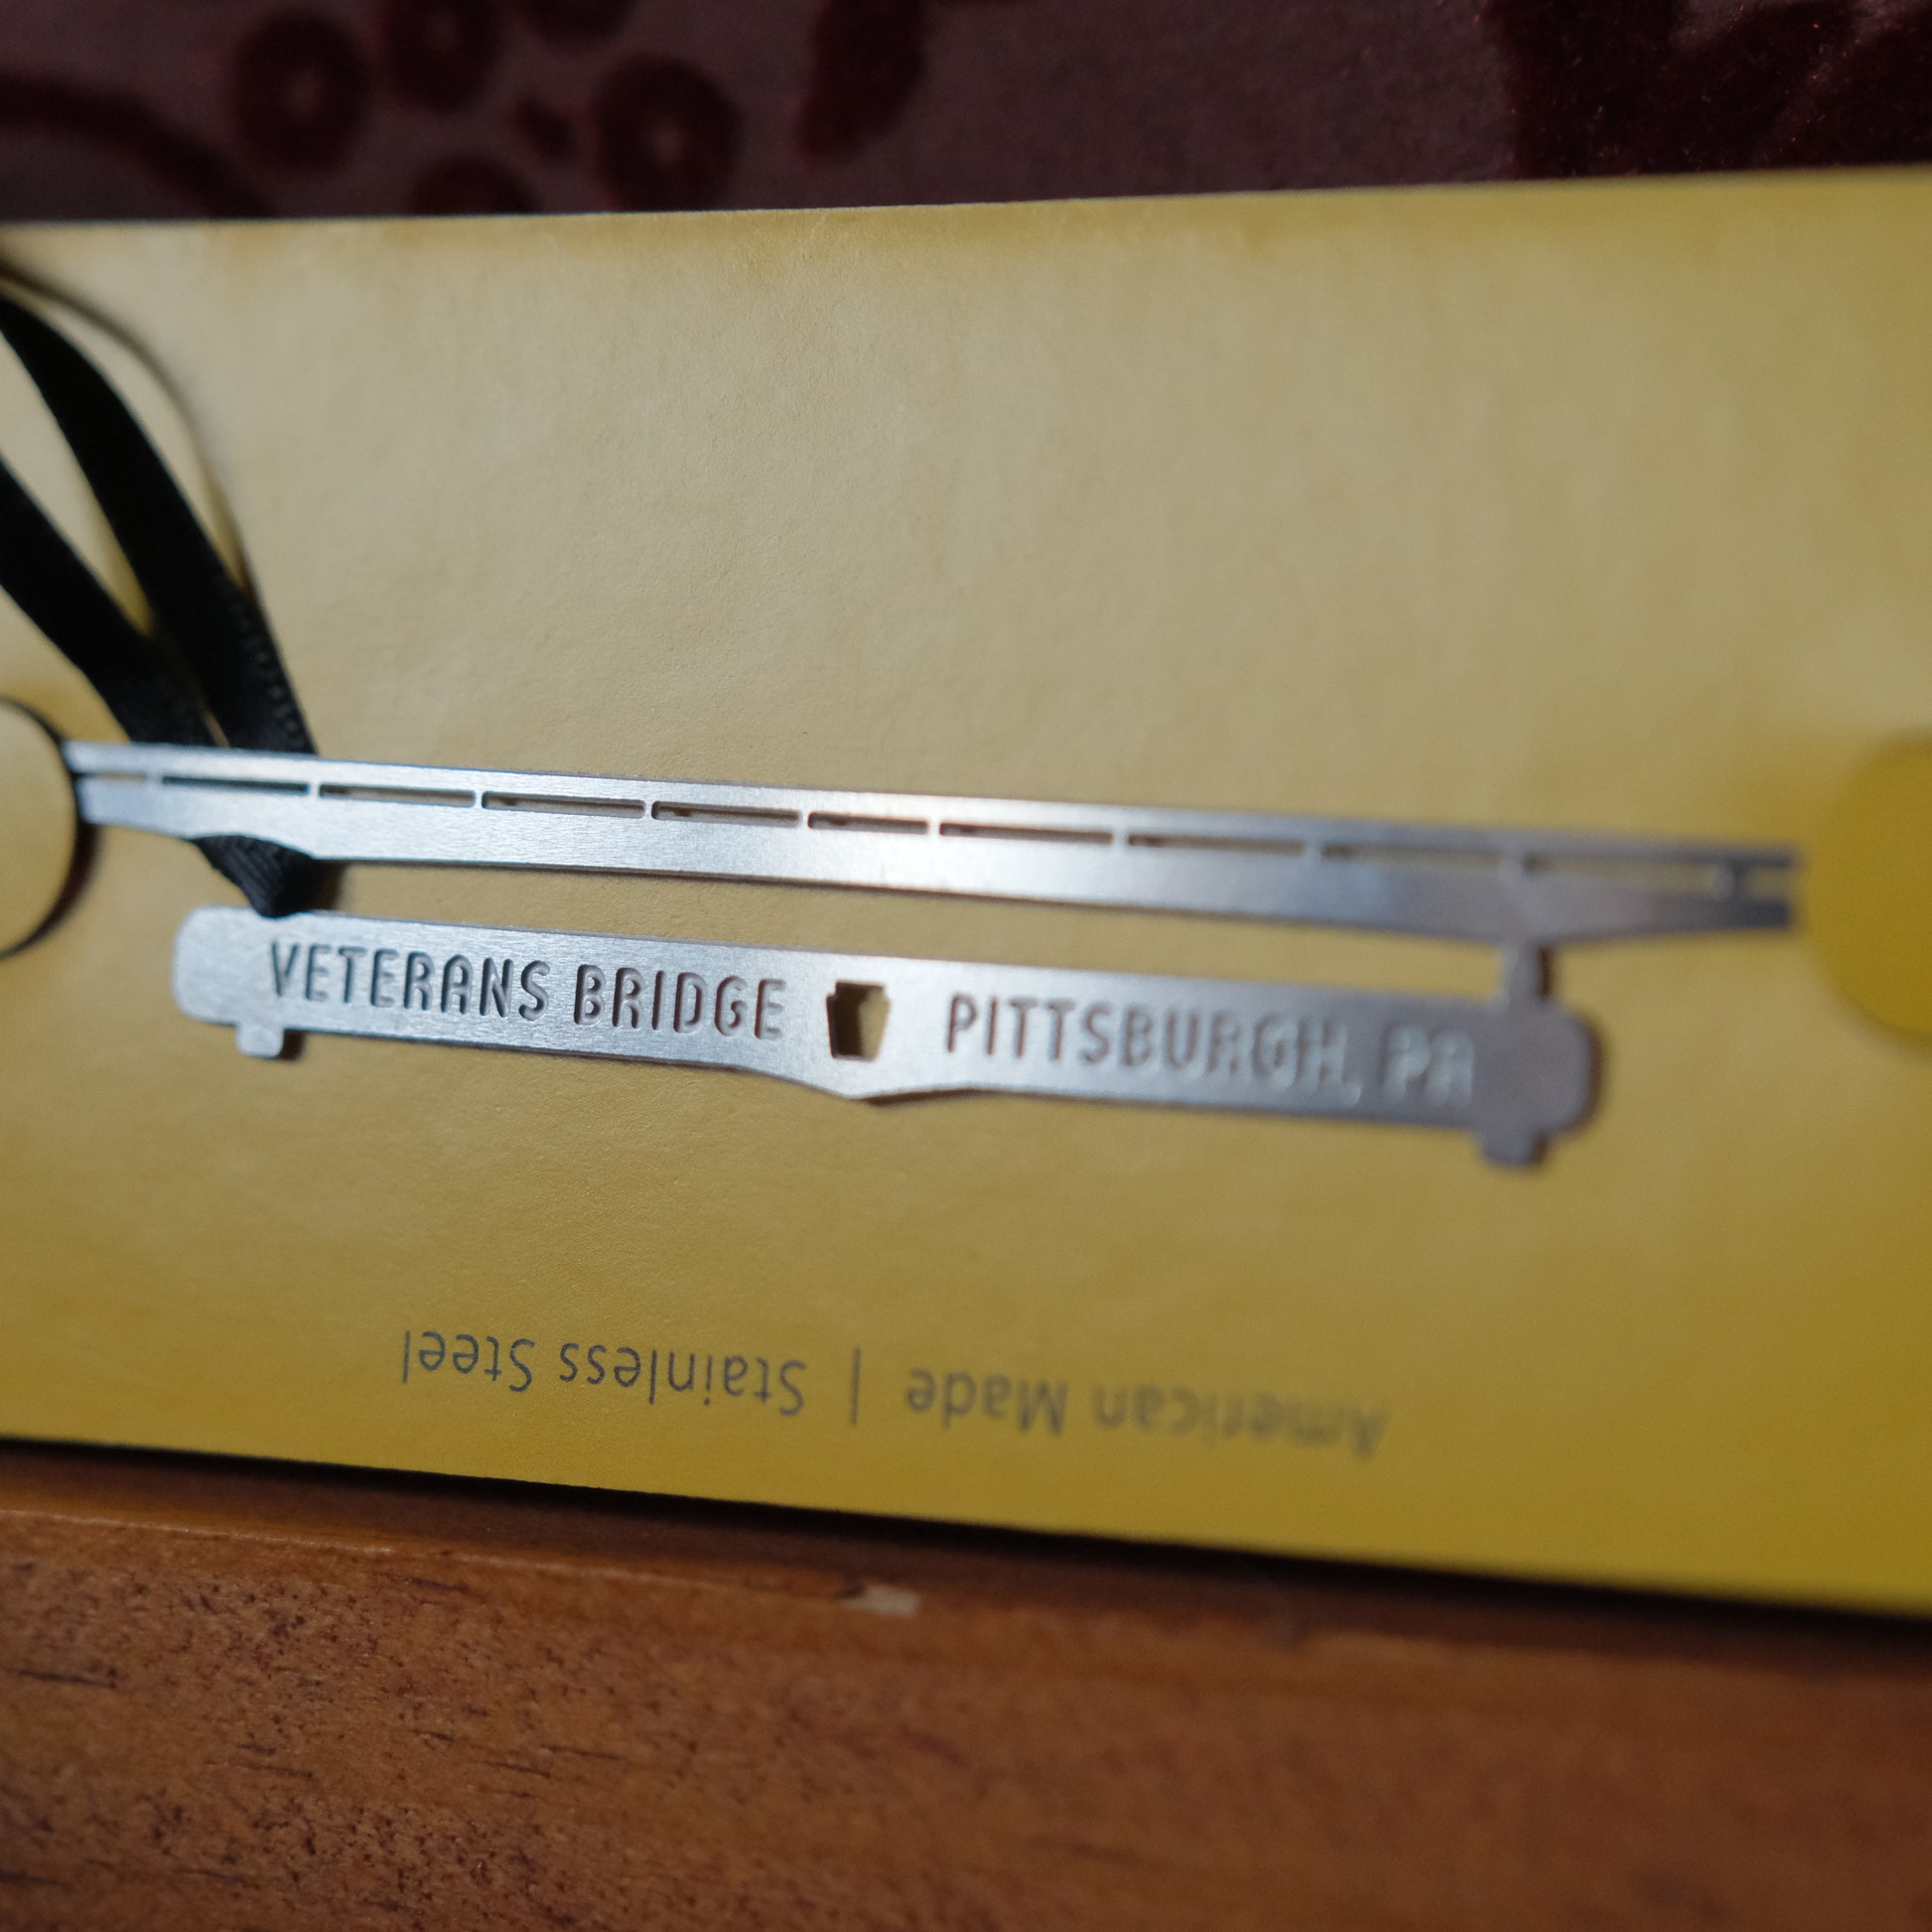 VETERANS BRIDGE PITTSBURGH, PA
American Made | Stainless Steel